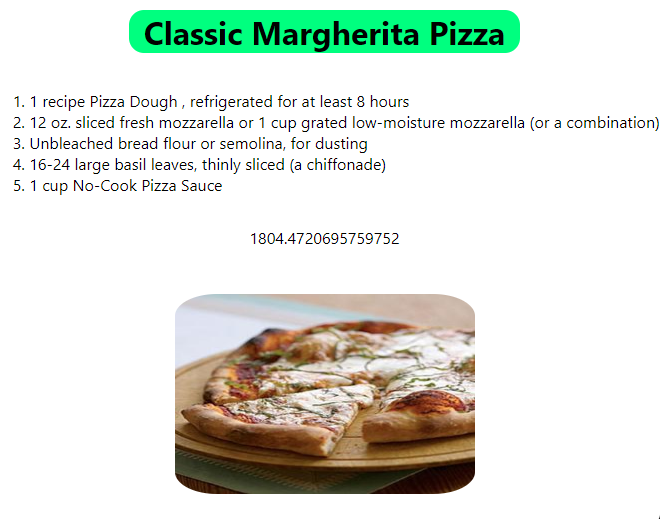 Classic Margherita Pizza
1. 1 recipe Pizza Dough , refrigerated for at least 8 hours
2. 12 oz. sliced fresh mozzarella or 1 cup grated low-moisture mozzarella (or a combination)
3. Unbleached bread flour or semolina, for dusting
4. 16-24 large basil leaves, thinly sliced (a chiffonade)
5. 1 cup No-Cook Pizza Sauce
1804.4720695759752